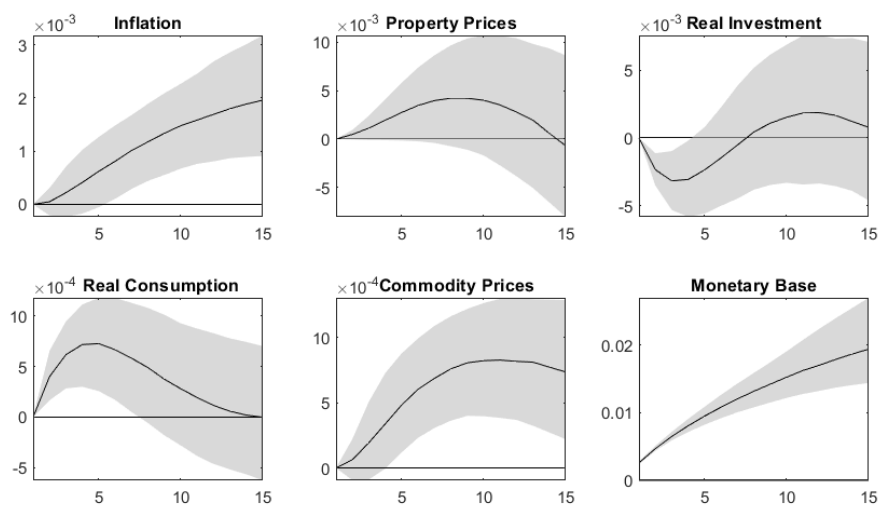 Inflation
×10⁻³
3
2
1
0
5 10 15
Property Prices
×10⁻³
10
5
0
-5
5 10 15
Real Investment
×10⁻³
5
0
-5
5 10 15
Real Consumption
×10⁻⁴
10
5
0
-5
5 10 15
Commodity Prices
×10⁻⁴
10
5
0
5 10 15
Monetary Base
0.02
0.01
0
5 10 15